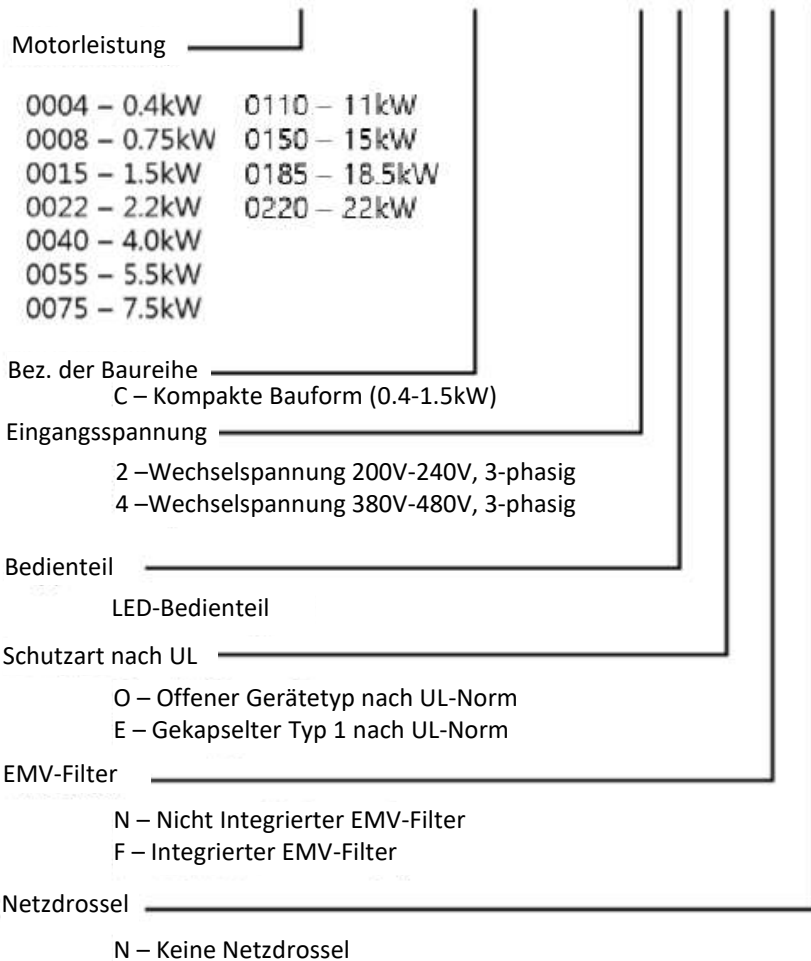 Motorleistung
0004 – 0.4kW 0110 – 11kW
0008 – 0.75kW 0150 – 15kW
0015 – 1.5kW 0185 – 18.5kW
0022 – 2.2kW 0220 – 22kW
0040 – 4.0kW
0055 – 5.5kW
0075 – 7.5kW
Bez. der Baureihe
C – Kompakte Bauform (0.4-1.5kW)
Eingangsspannung
2 –Wechselspannung 200V-240V, 3-phasig
4 –Wechselspannung 380V-480V, 3-phasig
Bedienteil
LED-Bedienteil
Schutzart nach UL
O – Offener Gerätetyp nach UL-Norm
E – Gekapselter Typ 1 nach UL-Norm
EMV-Filter
N – Nicht Integrierter EMV-Filter
F – Integrierter EMV-Filter
Netzdrossel
N – Keine Netzdrossel